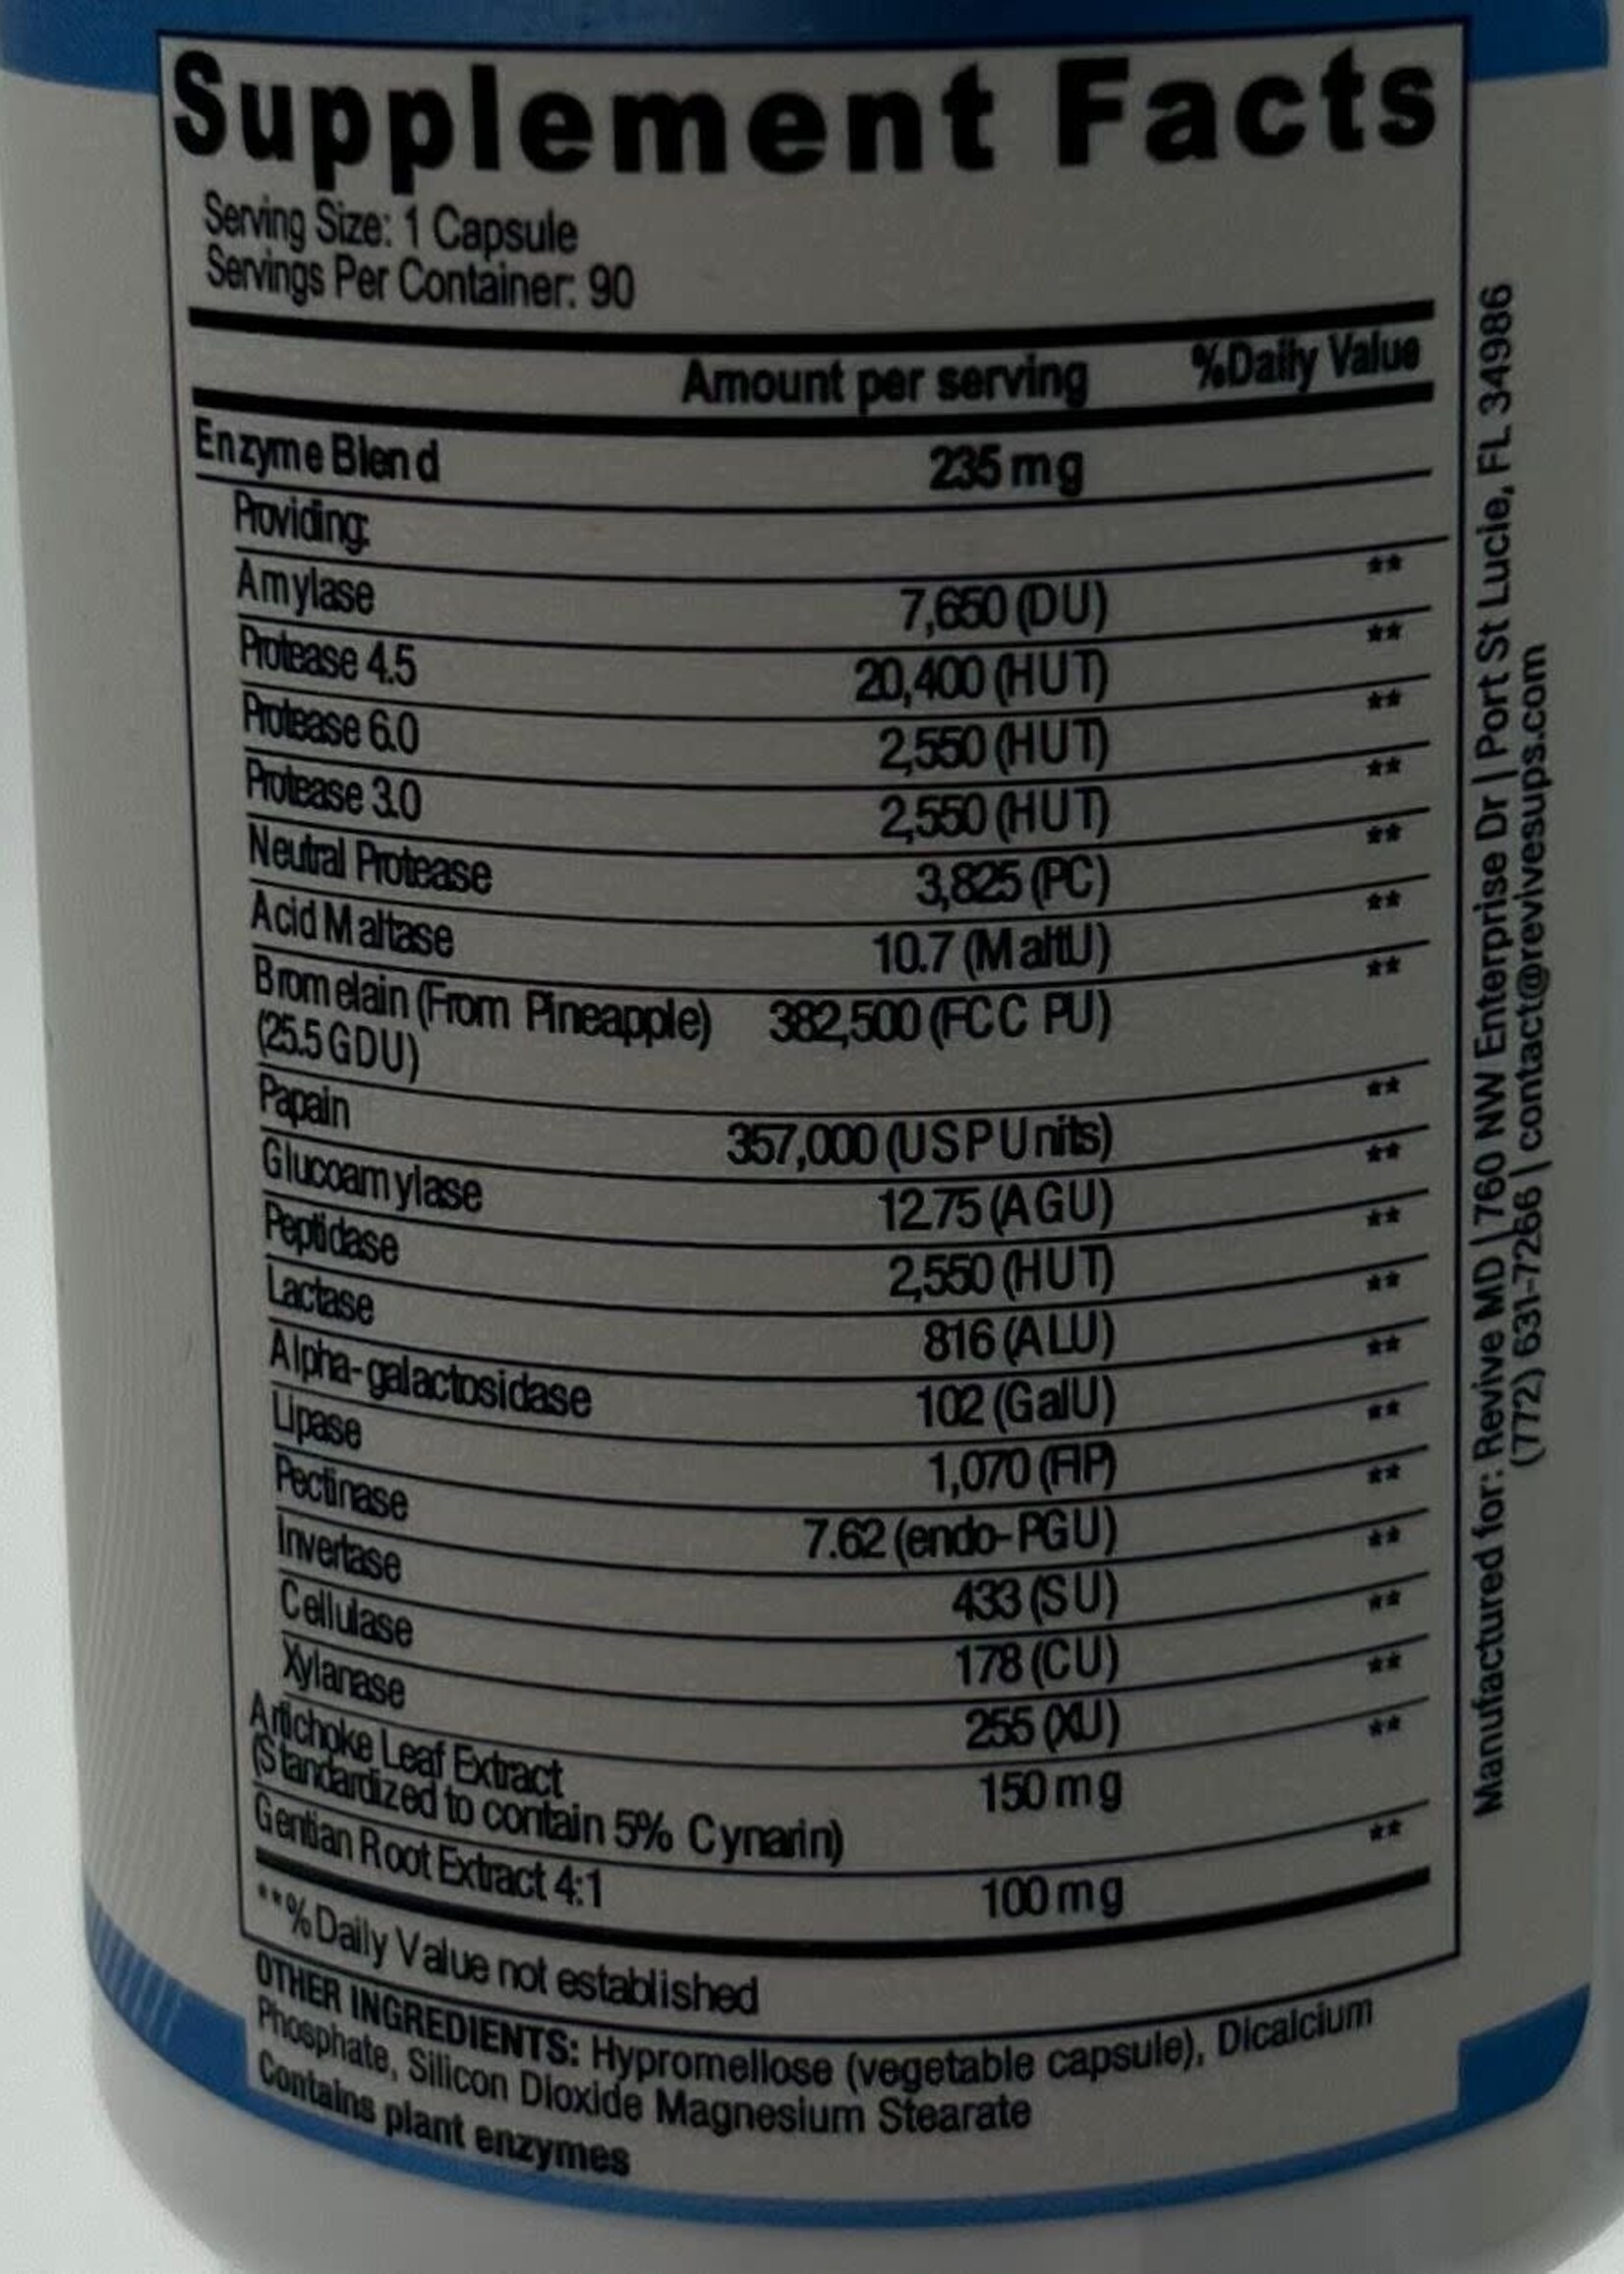 Supplement Facts
Serving Size: 1 Capsule
Servings Per Container: 90
Amount per serving %Daily Value
Enzyme Blend 235 mg
Providing:
Amylase 7,650 (DU) **
Protease 4.5 20,400 (HUT) **
Protease 6.0 2,550 (HUT) **
Protease 3.0 2,550 (HUT) **
Neutral Protease 3,825 (PC) **
Acid Maltase 10.7 (MaltU) **
Bromelain (From Pineapple) 382,500 (FCC PU) **
(25.5 GDU)
Papain 357,000 (USP Units) **
Glucoamylase 12.75 (AGU) **
Peptidase 2,550 (HUT) **
Lactase 816 (ALU) **
Alpha-galactosidase 102 (GalU) **
Lipase 1,070 (FIP) **
Pectinase 7.62 (endo-PGU) **
Invertase 433 (SU) **
Cellulase 178 (CU) **
Xylanase 255 (XU) **
Artichoke Leaf Extract 150 mg **
(Standardized to contain 5% Cynarin)
Gentian Root Extract 4:1 100 mg **
**% Daily Value not established
OTHER INGREDIENTS: Hypromellose (vegetable capsule), Dicalcium
Phosphate, Silicon Dioxide Magnesium Stearate
Contains plant enzymes
Manufactured for: Revive MD | 760 NW Enterprise Dr | Port St Lucie, FL 34986
(772) 631-7266 | contact@revivesups.com